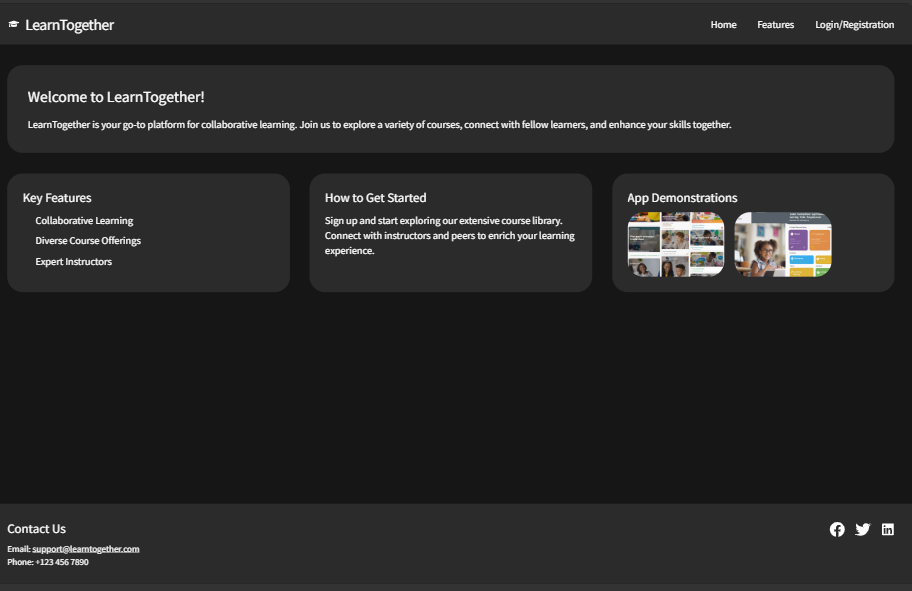 LearnTogether
Home
Features
Login/Registration
Welcome to LearnTogether!
LearnTogether is your go-to platform for collaborative learning. Join us to explore a variety of courses, connect with fellow learners, and enhance your skills together.
Key Features
Collaborative Learning
Diverse Course Offerings
Expert Instructors
How to Get Started
Sign up and start exploring our extensive course library.
Connect with instructors and peers to enrich your learning
experience.
App Demonstrations
Contact Us
Email: support@learntogether.com
Phone: +123 456 7890